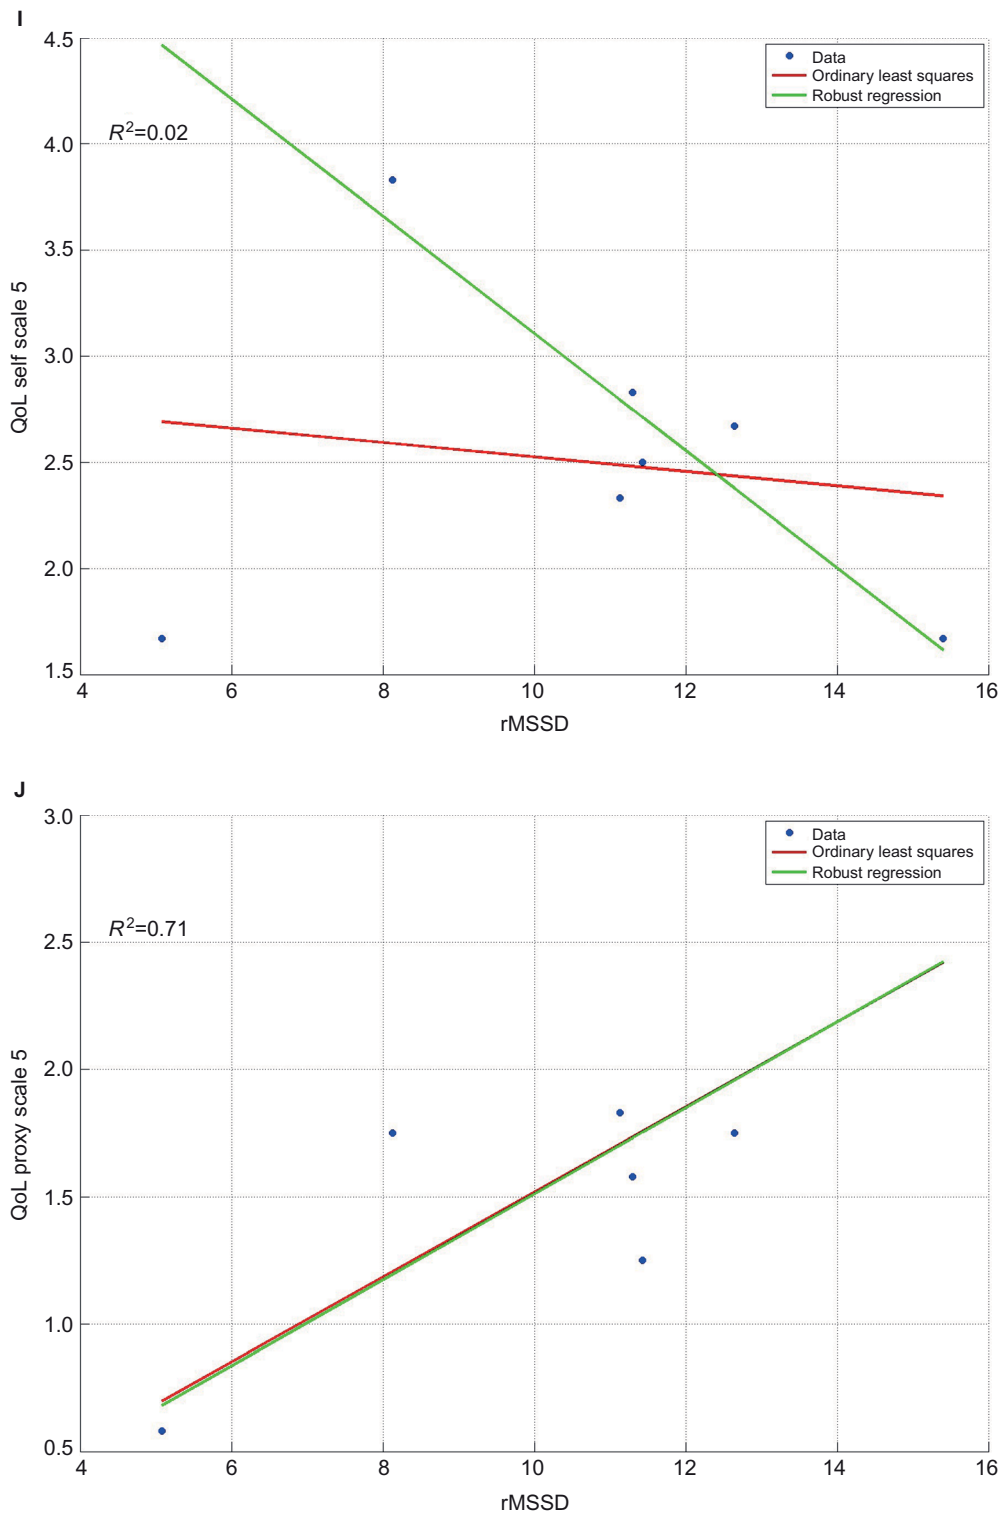 I
4.5
4.0
3.5
3.0
2.5
2.0
1.5
4 6 8 10 12 14 16
QoL self scale 5
rMSSD
R²=0.02
Data
Ordinary least squares
Robust regression
J
3.0
2.5
2.0
1.5
1.0
0.5
4 6 8 10 12 14 16
QoL proxy scale 5
rMSSD
R²=0.71
Data
Ordinary least squares
Robust regression